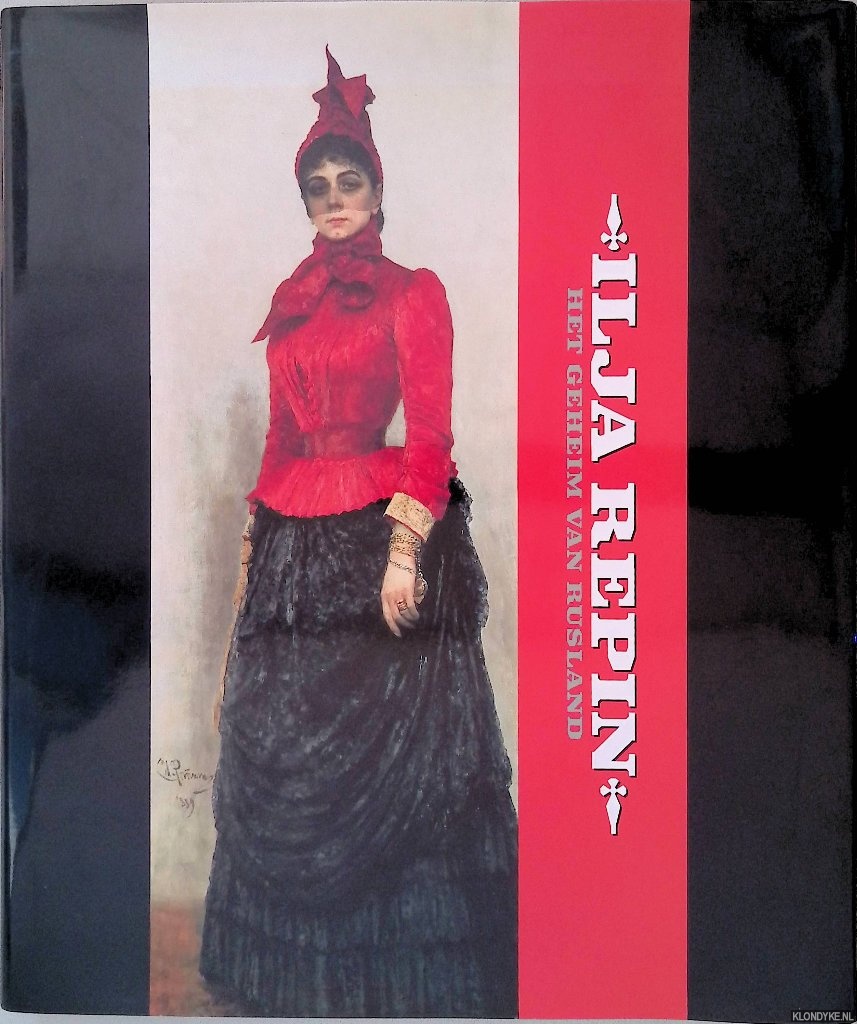 ILJA REPIN
HET GEHEIM VAN RUSLAND
KLONDYKE.NL